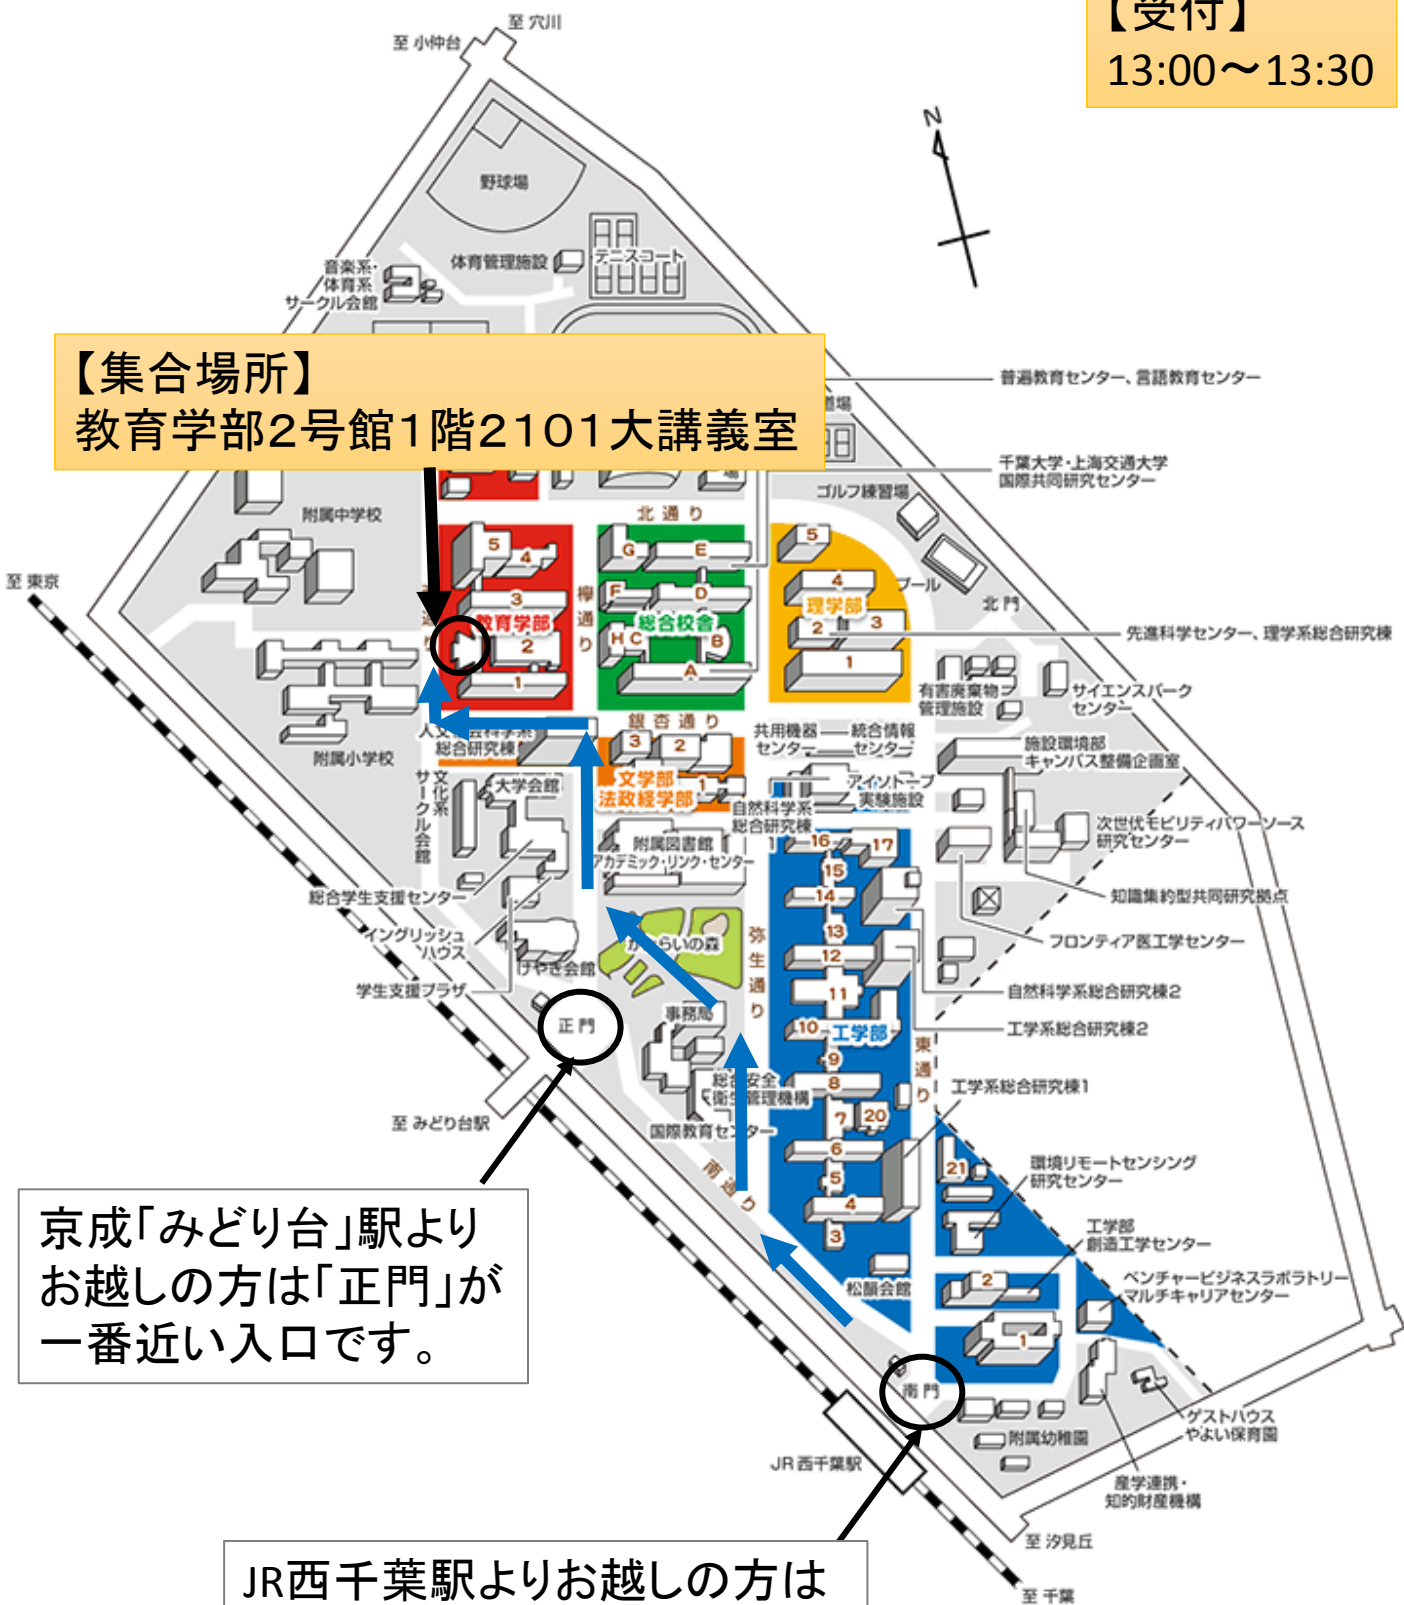 【受付】
13:00～13:30
至 穴川
至 小仲台
N
野球場
体育管理施設
テニスコート
音楽系・
体育系
サークル会館
【集合場所】
教育学部2号館1階2101大講義室
普遍教育センター、言語教育センター
道場
千葉大学・上海交通大学
国際共同研究センター
ゴルフ練習場
場
北通り
附属中学校
至 東京
5
4
3
教育学部
2
1
欅通り
通り
G
E
F
D
総合校舎
H
C
B
A
5
4
理学部
2
3
1
プール
北門
先進科学センター、理学系総合研究棟
有害廃棄物
管理施設
サイエンスパーク
センター
銀杏通り
人文社会科学系
総合研究棟
附属小学校
3
2
1
文学部
法政経学部
共用機器
センター
統合情報
センター
施設環境部
キャンパス整備企画室
アイソトープ
実験施設
自然科学系
総合研究棟
文化系
サークル会館
大学会館
次世代モビリティパワーソース
研究センター
附属図書館
アカデミック・リンク・センター
総合学生支援センター
知識集約型共同研究拠点
イングリッシュ
ハウス
フロンティア医工学センター
けやき会館
かたらいの森
弥生通り
学生支援プラザ
自然科学系総合研究棟2
正門
事務局
工学系総合研究棟2
16
17
15
14
13
12
11
10
工学部
9
8
7
20
6
5
4
3
東通り
総合安全
衛生管理機構
工学系総合研究棟1
至 みどり台駅
国際教育センター
南通り
21
環境リモートセンシング
研究センター
京成「みどり台」駅より
お越しの方は「正門」が
一番近い入口です。
工学部
創造工学センター
松韻会館
2
ベンチャービジネスラボラトリー
マルチキャリアセンター
1
南門
ゲストハウス
やよい保育園
附属幼稚園
JR 西千葉駅
産学連携・
知的財産機構
至 汐見丘
JR西千葉駅よりお越しの方は
至 千葉